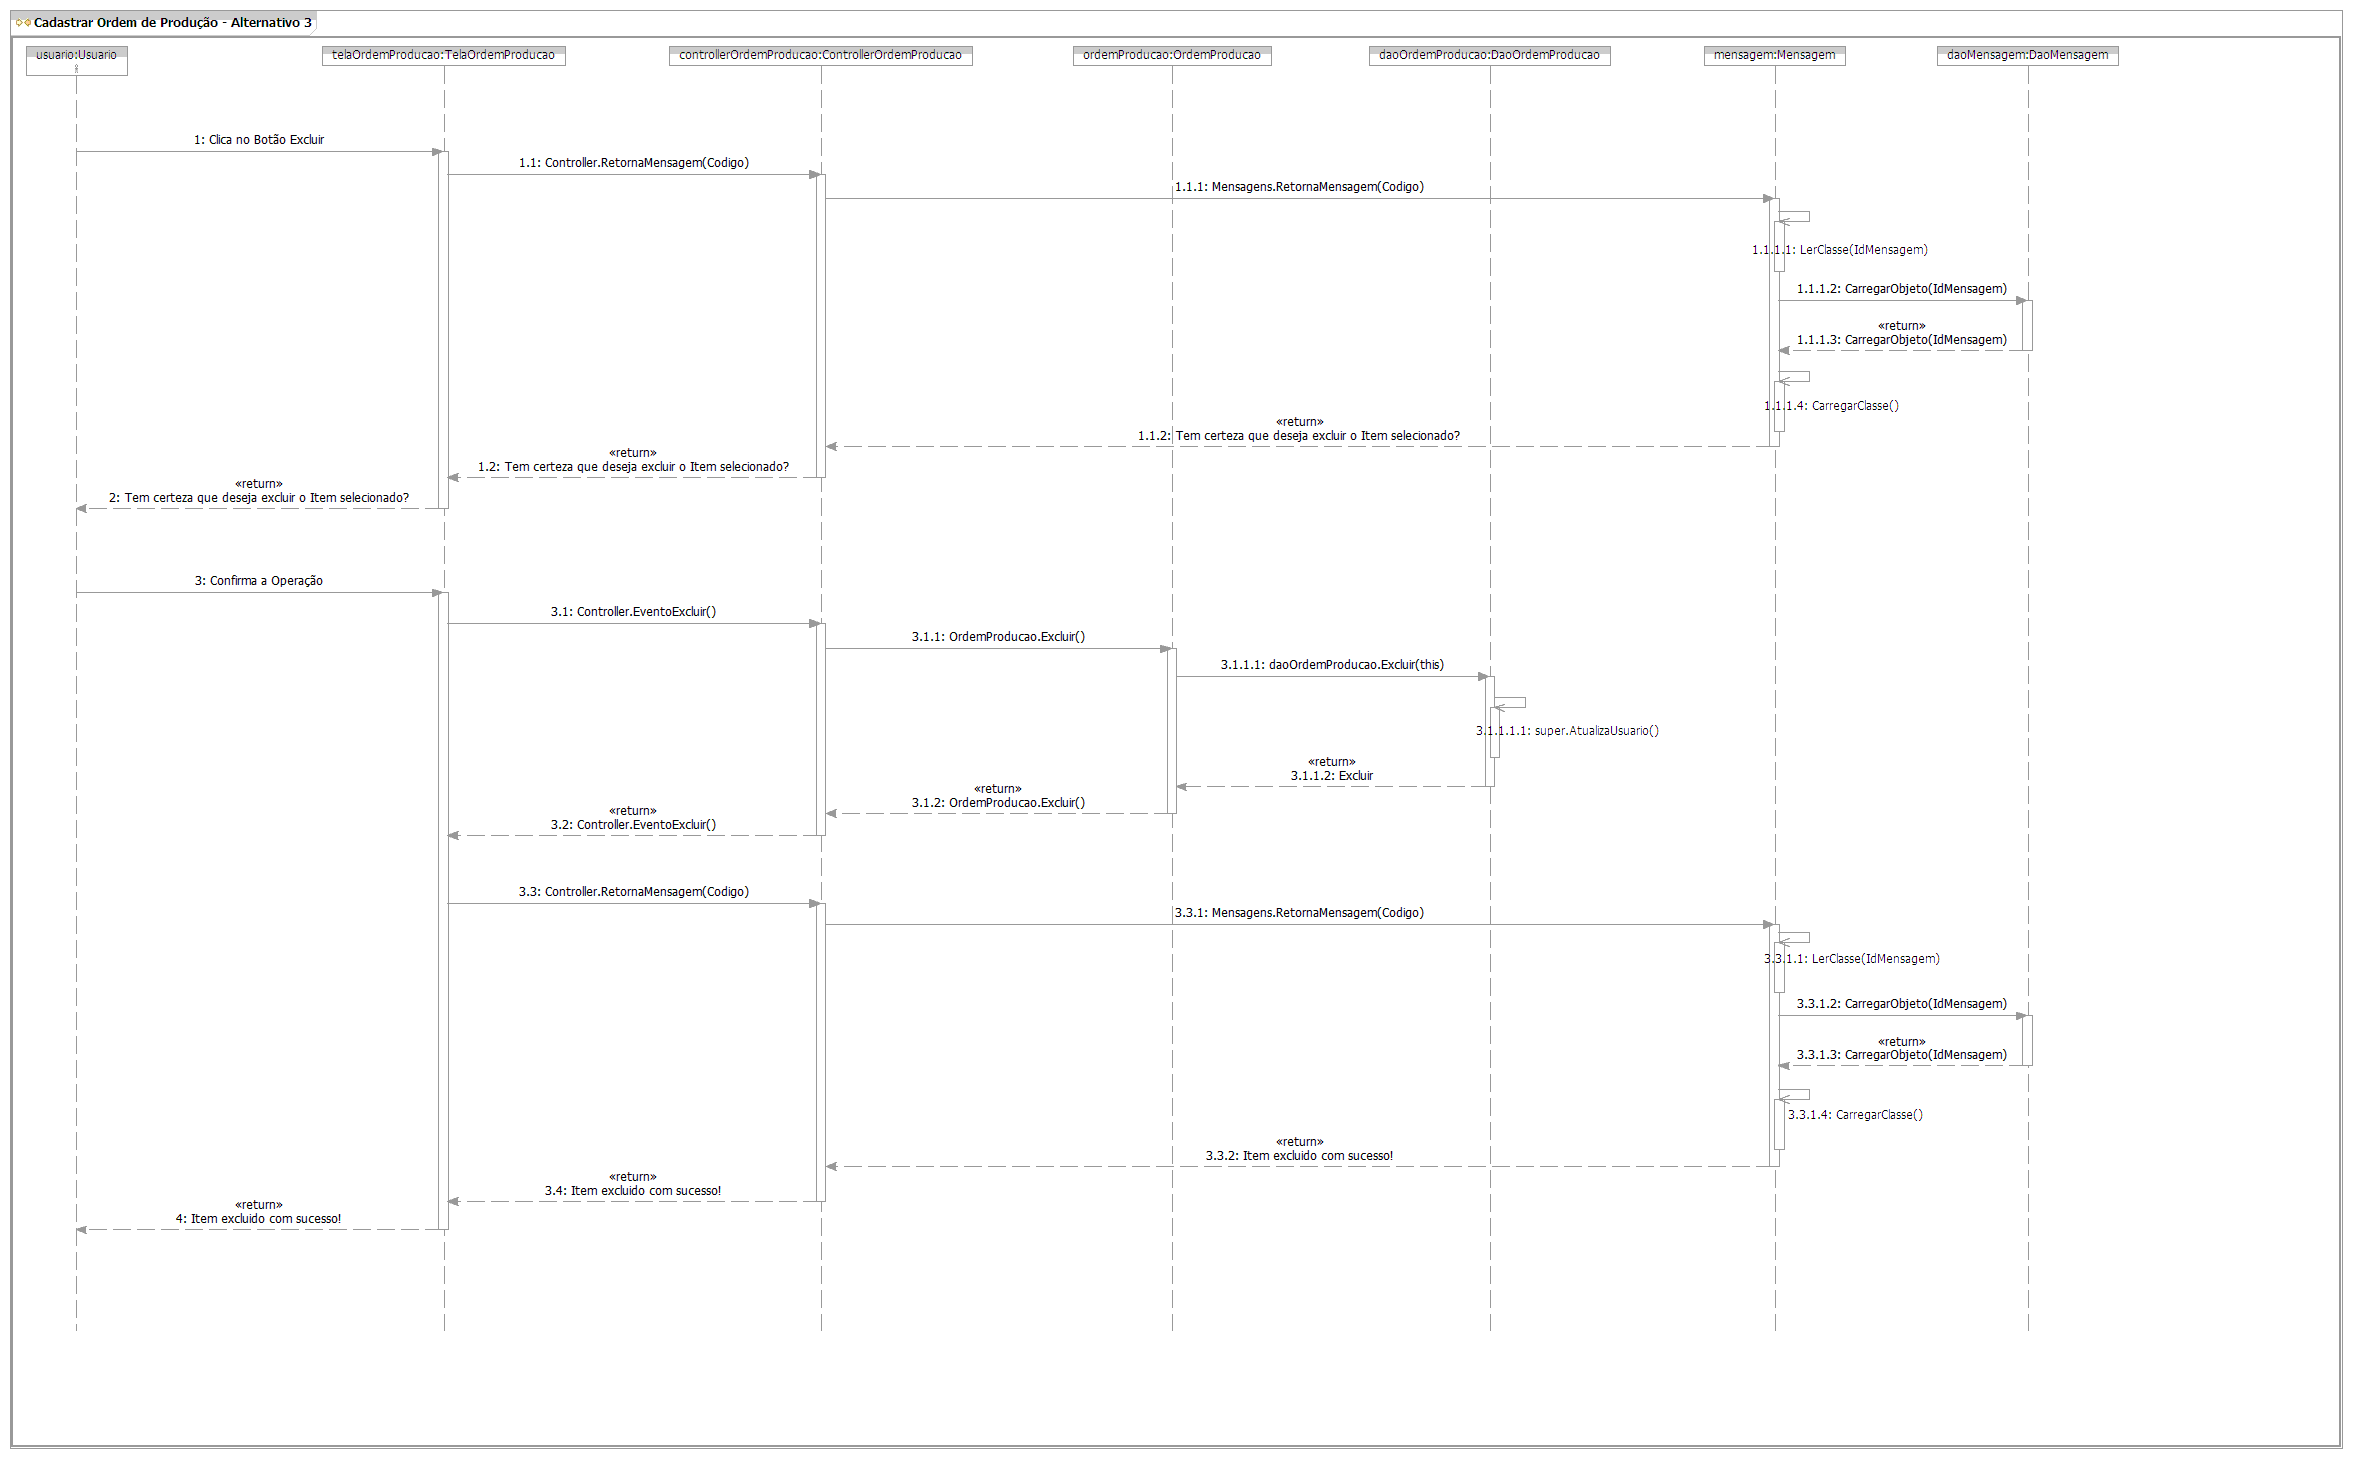 Cadastrar Ordem de Produção - Alternativo 3
usuario:Usuario
telaOrdemProducao:TelaOrdemProducao
controllerOrdemProducao:ControllerOrdemProducao
ordemProducao:OrdemProducao
daoOrdemProducao:DaoOrdemProducao
mensagem:Mensagem
daoMensagem:DaoMensagem
1: Clica no Botão Excluir
1.1: Controller.RetornaMensagem(Codigo)
1.1.1: Mensagens.RetornaMensagem(Codigo)
1.1.1.1: LerClasse(IdMensagem)
1.1.1.2: CarregarObjeto(IdMensagem)
«return»
1.1.1.3: CarregarObjeto(IdMensagem)
1.1.1.4: CarregarClasse()
«return»
1.1.2: Tem certeza que deseja excluir o Item selecionado?
«return»
1.2: Tem certeza que deseja excluir o Item selecionado?
«return»
2: Tem certeza que deseja excluir o Item selecionado?
3: Confirma a Operação
3.1: Controller.EventoExcluir()
3.1.1: OrdemProducao.Excluir()
3.1.1.1: daoOrdemProducao.Excluir(this)
3.1.1.1.1: super.AtualizaUsuario()
«return»
3.1.1.2: Excluir
«return»
3.1.2: OrdemProducao.Excluir()
«return»
3.2: Controller.EventoExcluir()
3.3: Controller.RetornaMensagem(Codigo)
3.3.1: Mensagens.RetornaMensagem(Codigo)
3.3.1.1: LerClasse(IdMensagem)
3.3.1.2: CarregarObjeto(IdMensagem)
«return»
3.3.1.3: CarregarObjeto(IdMensagem)
3.3.1.4: CarregarClasse()
«return»
3.3.2: Item excluido com sucesso!
«return»
3.4: Item excluido com sucesso!
«return»
4: Item excluido com sucesso!